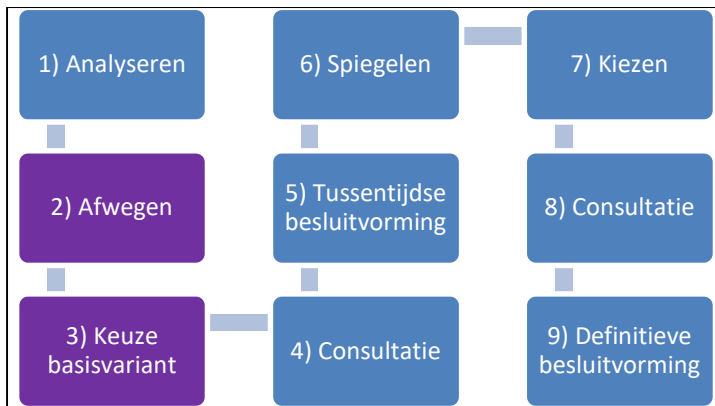 1) Analyseren
2) Afwegen
3) Keuze
basisvariant
4) Consultatie
5) Tussentijdse
besluitvorming
6) Spiegelen
7) Kiezen
8) Consultatie
9) Definitieve
besluitvorming